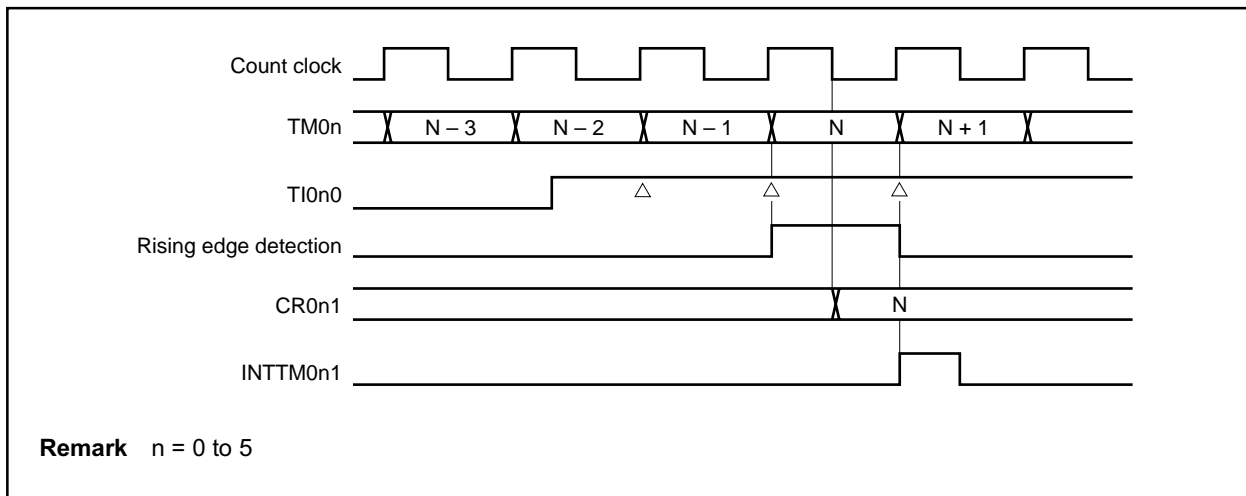 Count clock
TM0n
N – 3 N – 2 N – 1 N N + 1
TI0n0
Rising edge detection
CR0n1
N
INTTM0n1
Remark n = 0 to 5